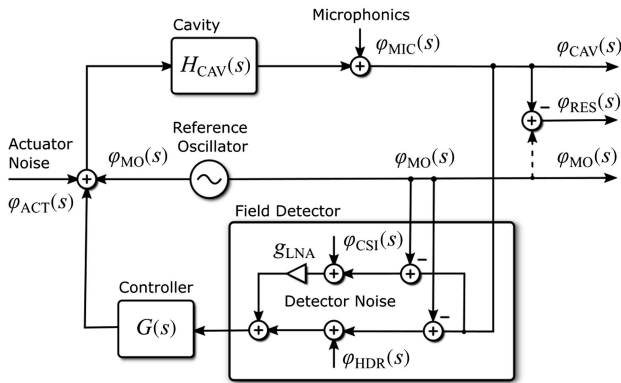 Microphonics
Cavity
φ_MIC(s)
φ_CAV(s)
H_CAV(s)
+
−
φ_RES(s)
+
Reference
Oscillator
Actuator
Noise
φ_MO(s)
φ_MO(s)
φ_MO(s)
+
φ_ACT(s)
Field Detector
φ_CSI(s)
g_LNA
−
+
+
Controller
Detector Noise
−
G(s)
+
+
+
φ_HDR(s)